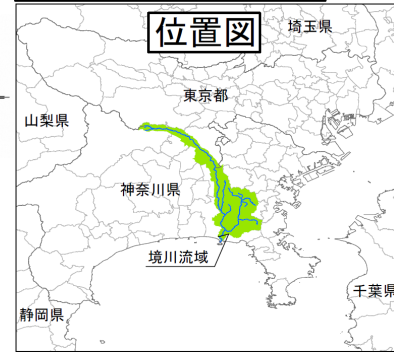 位置図
埼玉県
東京都
山梨県
神奈川県
境川流域
千葉県
静岡県